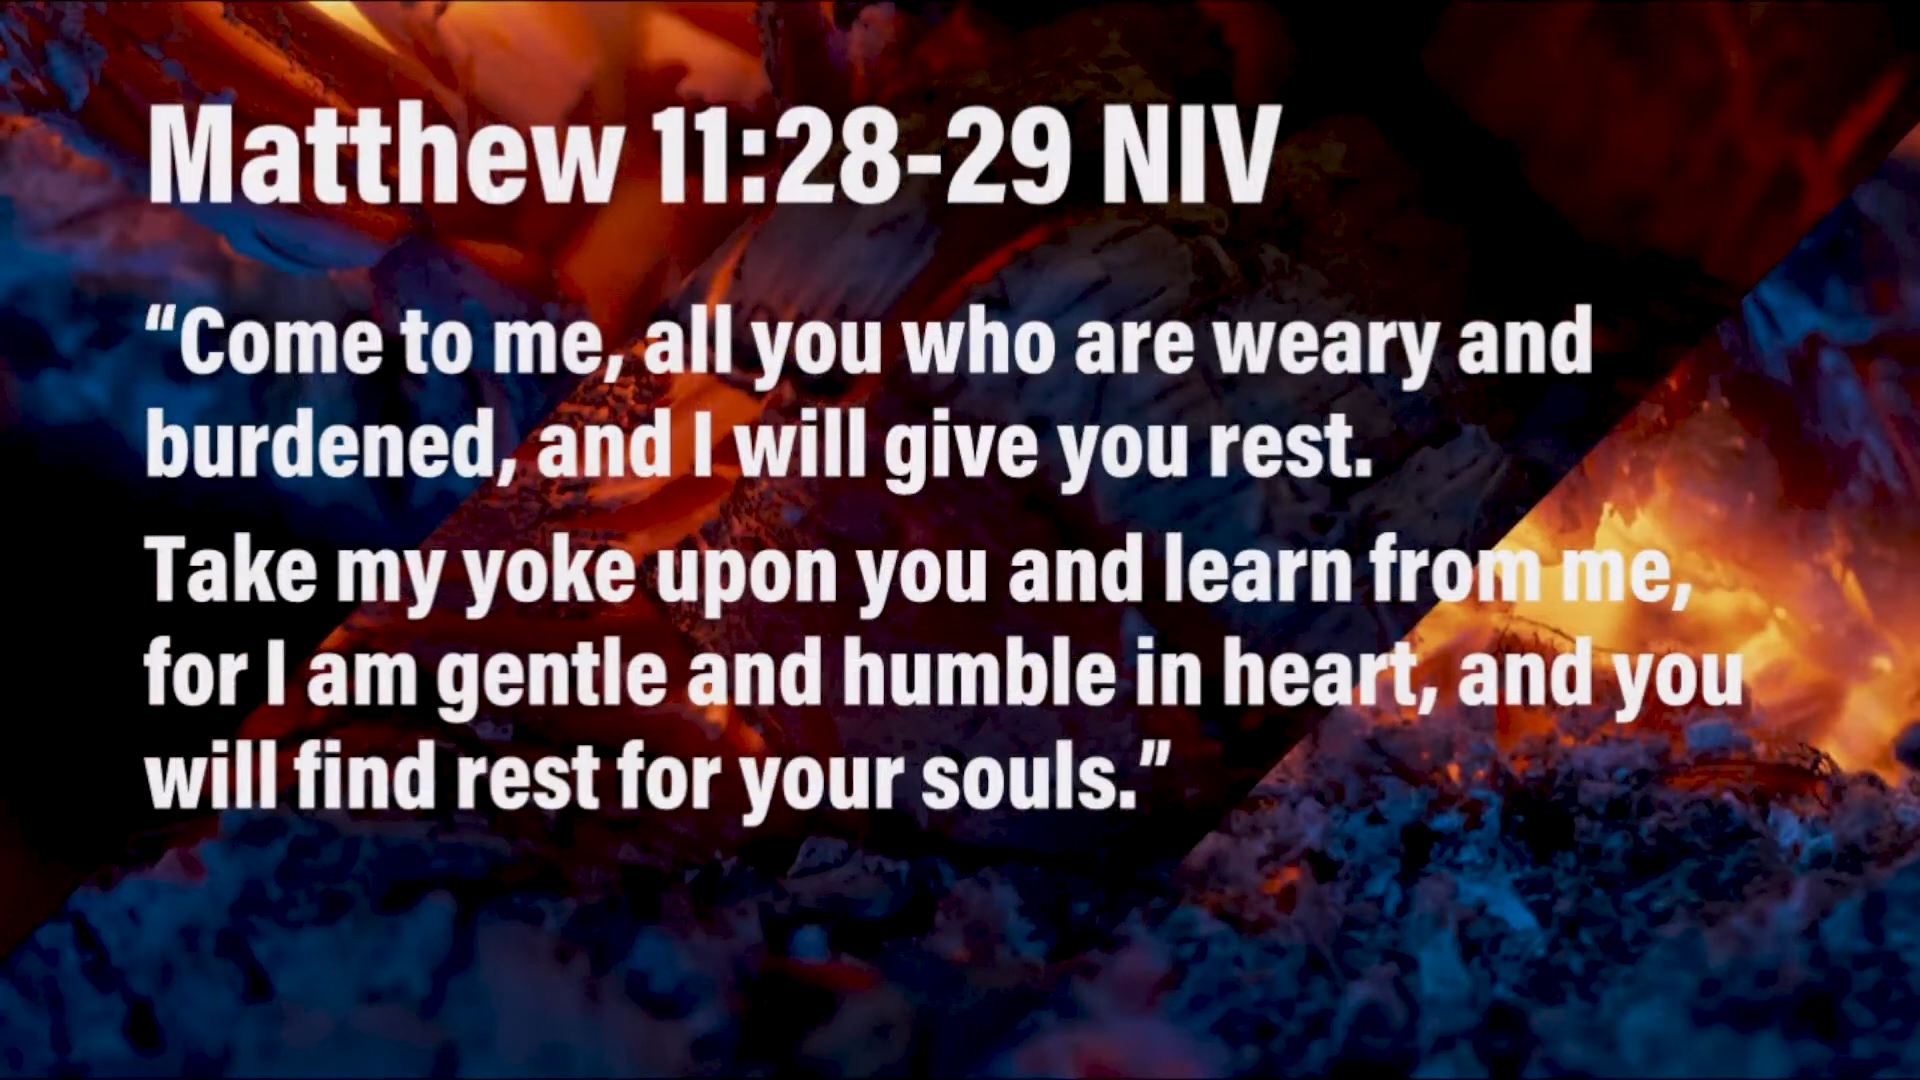 Matthew 11:28-29 NIV
“Come to me, all you who are weary and
burdened, and I will give you rest.
Take my yoke upon you and learn from me,
for I am gentle and humble in heart, and you
will find rest for your souls.”